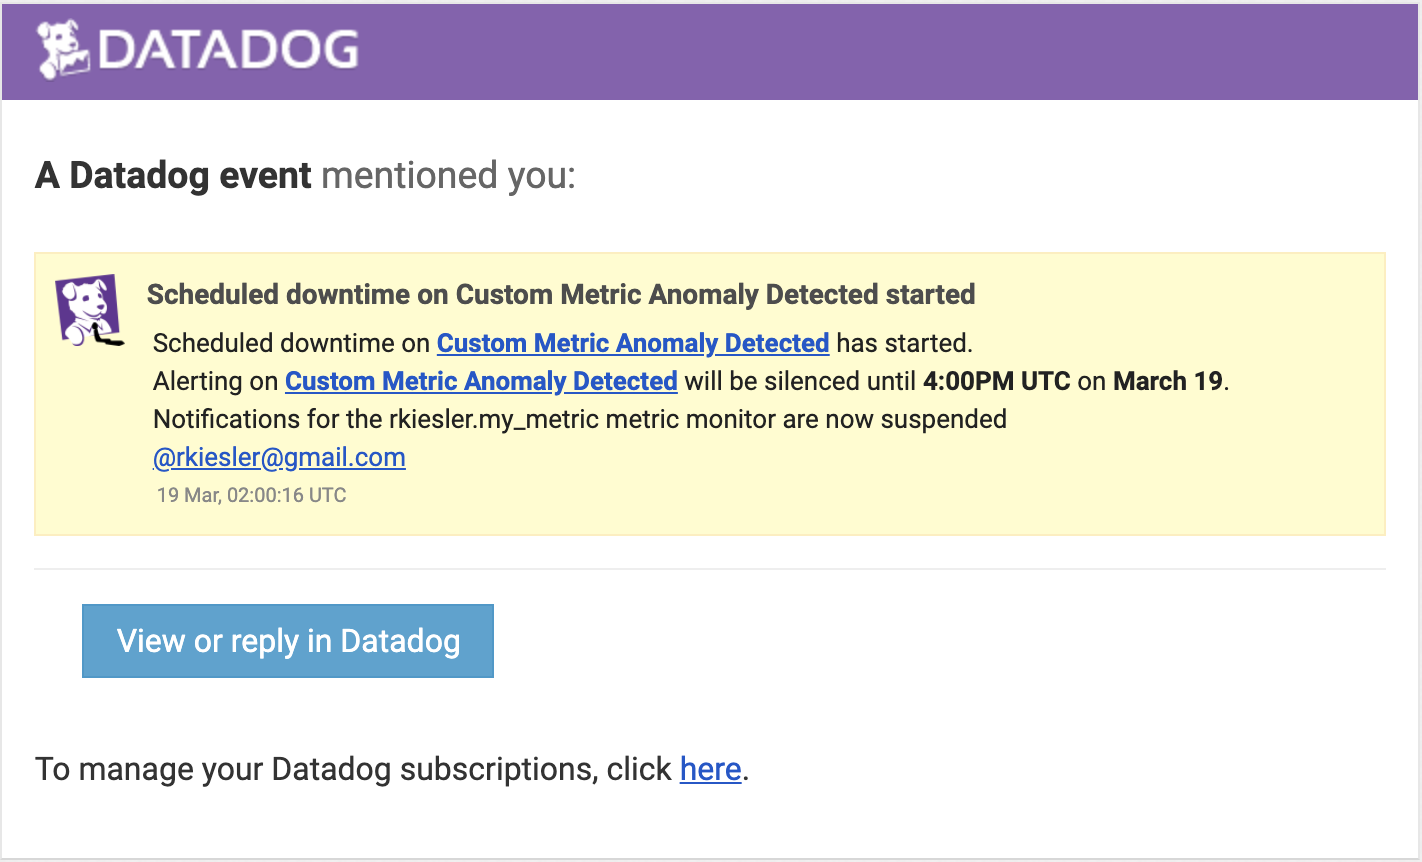 DATADOG
A Datadog event mentioned you:
Scheduled downtime on Custom Metric Anomaly Detected started
Scheduled downtime on Custom Metric Anomaly Detected has started.
Alerting on Custom Metric Anomaly Detected will be silenced until 4:00PM UTC on March 19.
Notifications for the rkiesler.my_metric metric monitor are now suspended
@rkiesler@gmail.com
19 Mar, 02:00:16 UTC
View or reply in Datadog
To manage your Datadog subscriptions, click here.